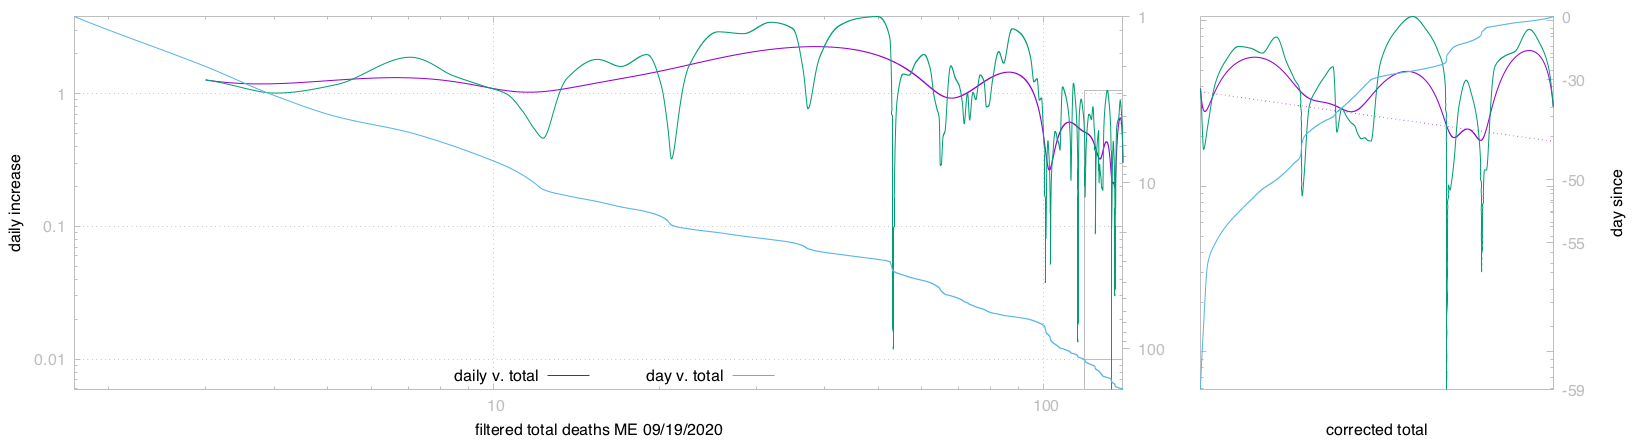 daily increase
1
0.1
0.01
10
100
1
10
100
daily v. total
day v. total
filtered total deaths ME 09/19/2020
0
-30
-50
-55
-59
day since
corrected total